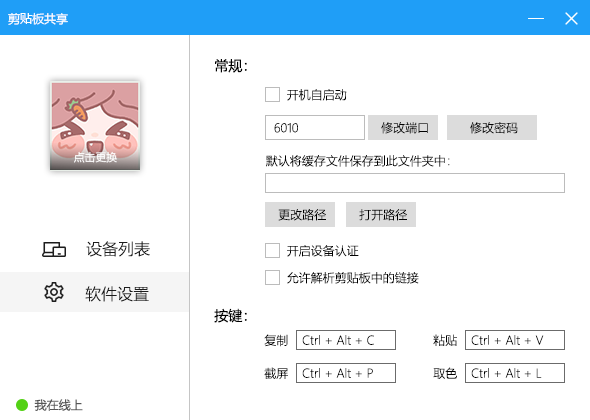 剪贴板共享
点击更换
设备列表
软件设置
我在线上
常规：
开机自启动
6010 修改端口 修改密码
默认将缓存文件保存到此文件夹中：
更改路径 打开路径
开启设备认证
允许解析剪贴板中的链接
按键：
复制 Ctrl + Alt + C 粘贴 Ctrl + Alt + V
截屏 Ctrl + Alt + P 取色 Ctrl + Alt + L